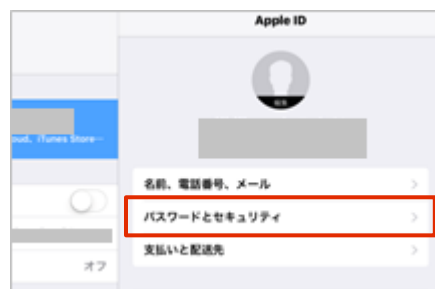 Apple ID
編集
oud、iTunes Store…
名前、電話番号、メール
パスワードとセキュリティ
支払いと配送先
オフ